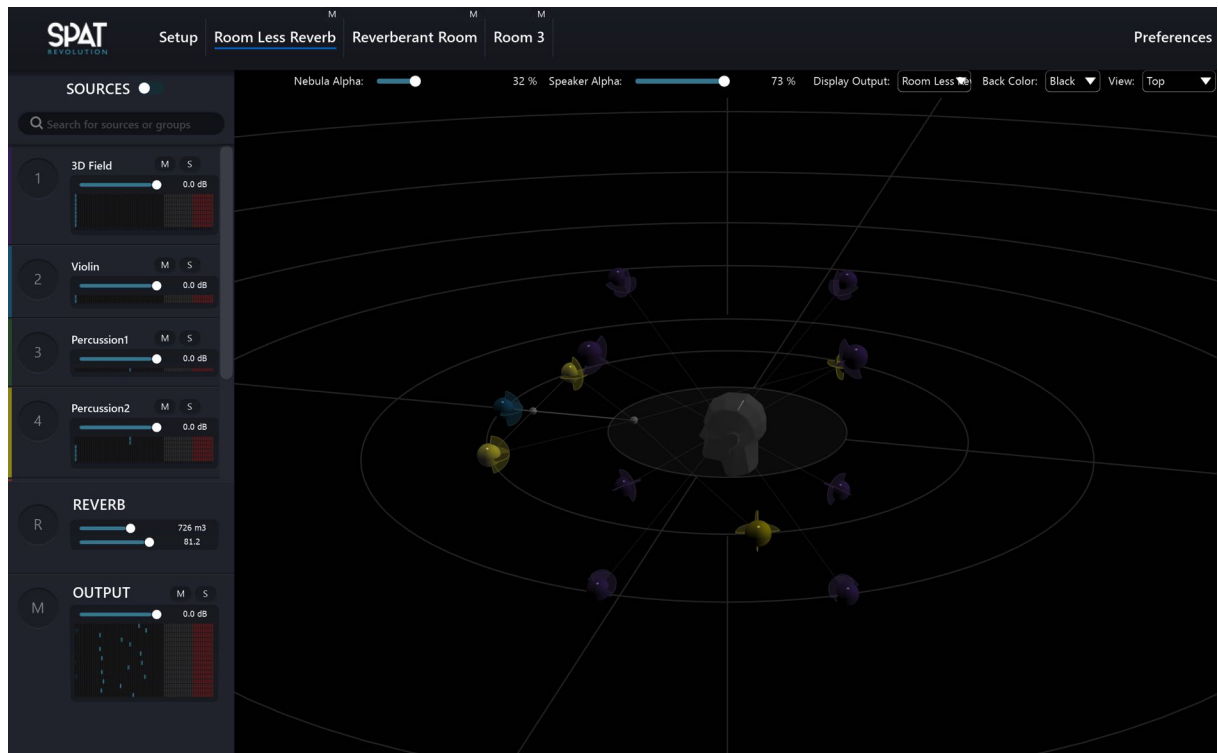 M M M
SPAT Setup Room Less Reverb Reverberant Room Room 3 Preferences
REVOLUTION
SOURCES Nebula Alpha: 32 % Speaker Alpha: 73 % Display Output: Room Less Back Color: Black View: Top
Search for sources or groups
1 3D Field M S
0.0 dB
2 Violin M S
0.0 dB
3 Percussion1 M S
0.0 dB
4 Percussion2 M S
0.0 dB
R REVERB
726 m3
81.2
M OUTPUT M S
0.0 dB